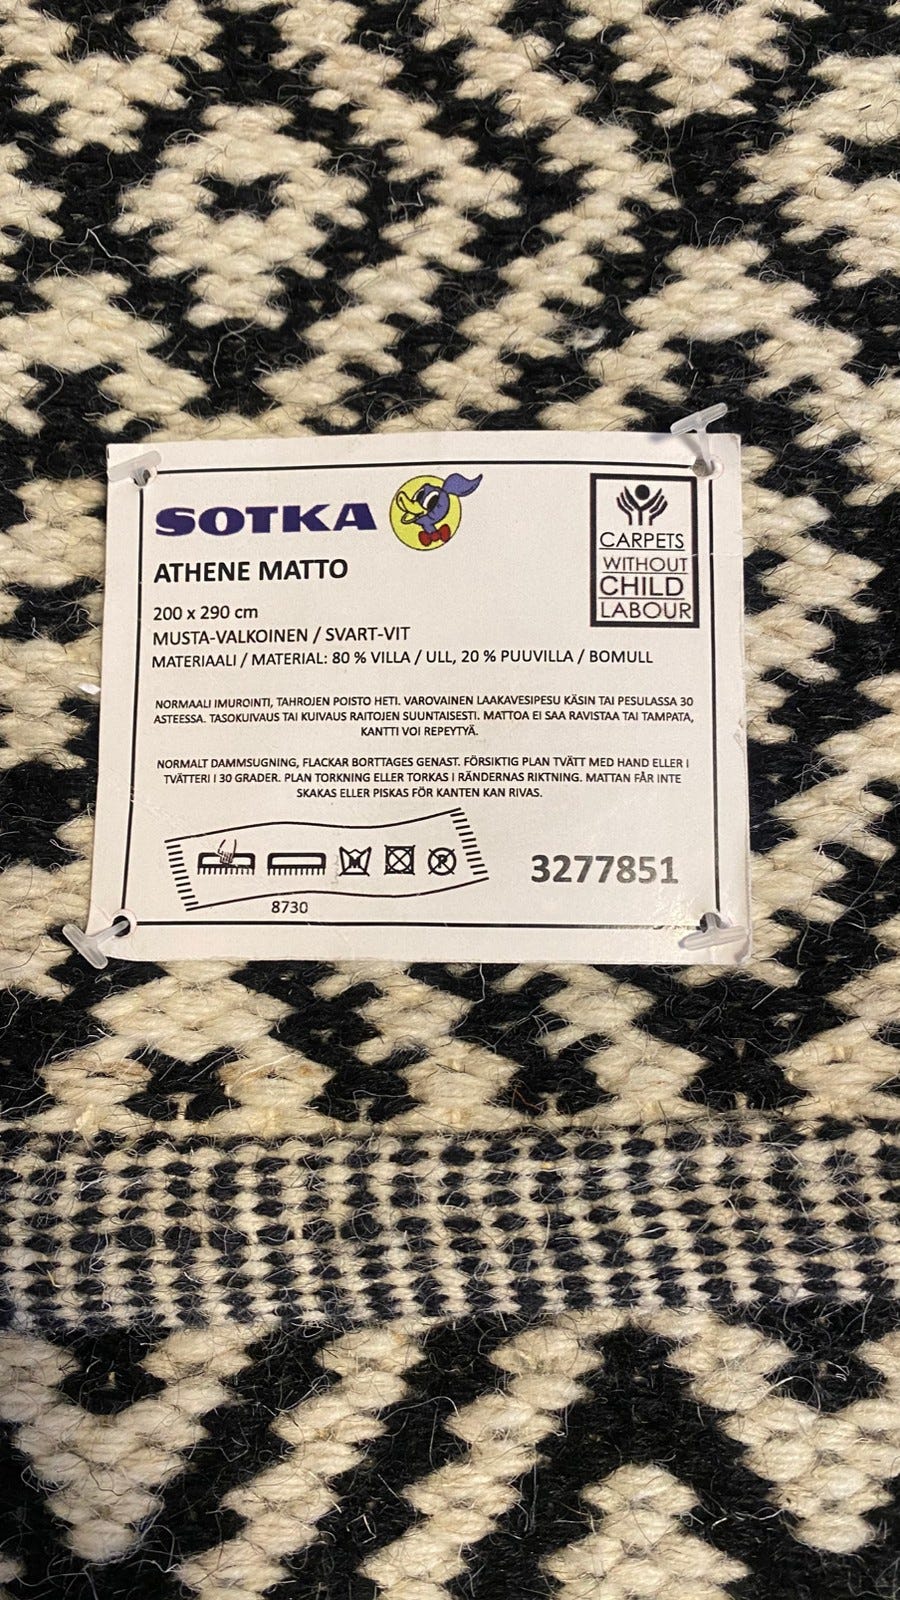 SOTKA
CARPETS
WITHOUT
CHILD
LABOUR
ATHENE MATTO
200 x 290 cm
MUSTA-VALKOINEN / SVART-VIT
MATERIAALI / MATERIAL: 80 % VILLA / ULL, 20 % PUUVILLA / BOMULL
NORMAALI IMUROINTI, TAHROJEN POISTO HETI. VAROVAINEN LAAKAVESIPESU KÄSIN TAI PESULASSA 30
ASTEESSA. TASOKUIVAUS TAI KUIVAUS RAITOJEN SUUNTAISESTI. MATTOA EI SAA RAVISTAA TAI TAMPATA,
KANTTI VOI REPEYTYÄ.
NORMALT DAMMSUGNING, FLACKAR BORTTAGES GENAST. FÖRSIKTIG PLAN TVÄTT MED HAND ELLER I
TVÄTTERI I 30 GRADER. PLAN TORKNING ELLER TORKAS I RÄNDERNAS RIKTNING. MATTAN FÅR INTE
SKAKAS ELLER PISKAS FÖR KANTEN KAN RIVAS.
P
8730
3277851